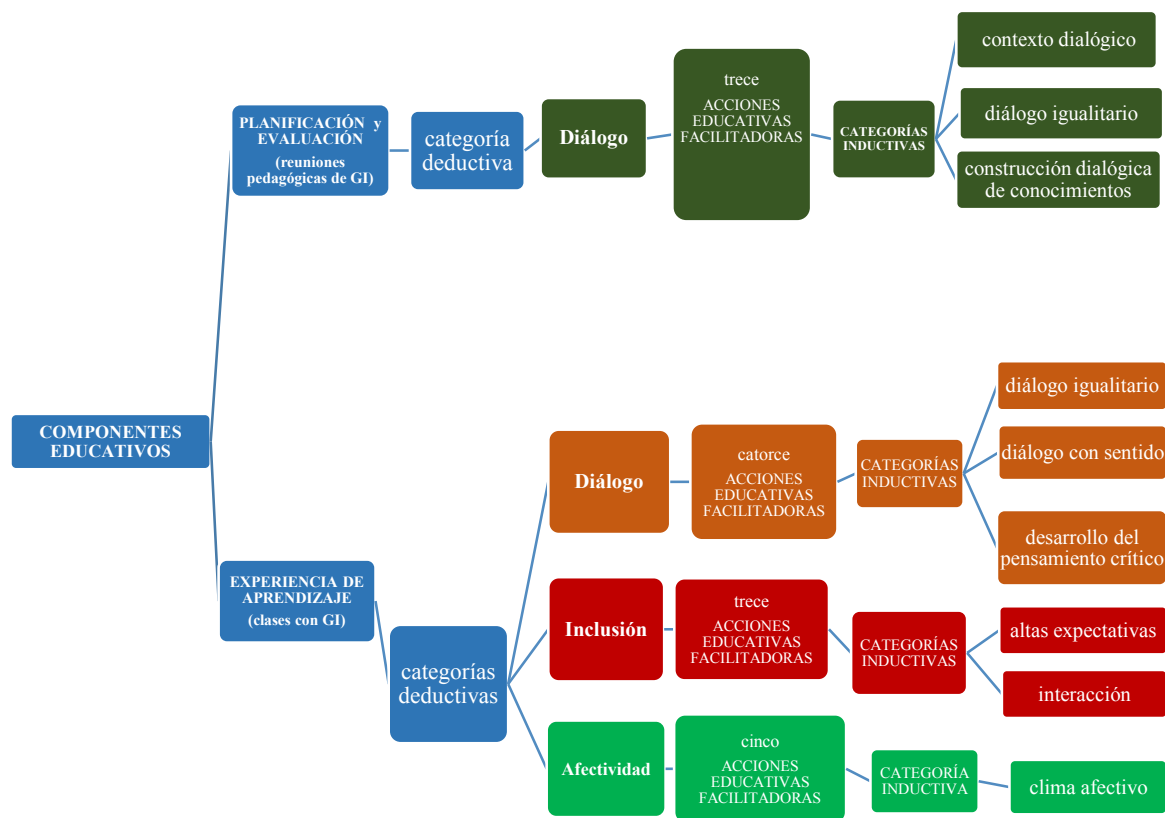 COMPONENTES
EDUCATIVOS
PLANIFICACIÓN y
EVALUACIÓN
(reuniones
pedagógicas de GI)
categoría
deductiva
Diálogo
trece
ACCIONES
EDUCATIVAS
FACILITADORAS
CATEGORÍAS
INDUCTIVAS
contexto dialógico
diálogo igualitario
construcción dialógica
de conocimientos
EXPERIENCIA DE
APRENDIZAJE
(clases con GI)
categorías
deductivas
Diálogo
catorce
ACCIONES
EDUCATIVAS
FACILITADORAS
CATEGORÍAS
INDUCTIVAS
diálogo igualitario
diálogo con sentido
desarrollo del
pensamiento crítico
Inclusión
trece
ACCIONES
EDUCATIVAS
FACILITADORAS
CATEGORÍAS
INDUCTIVAS
altas expectativas
interacción
Afectividad
cinco
ACCIONES
EDUCATIVAS
FACILITADORAS
CATEGORÍA
INDUCTIVA
clima afectivo